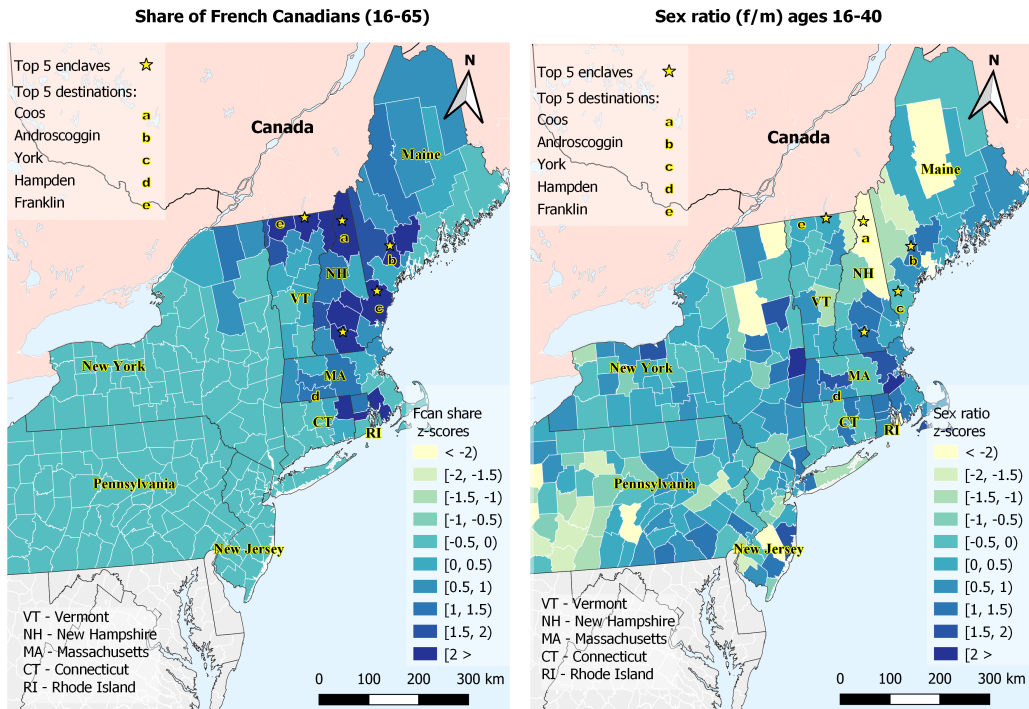 Share of French Canadians (16-65)
Top 5 enclaves
Top 5 destinations:
Coos a
Androscoggin b
York c
Hampden d
Franklin e
N
Canada
Maine
e
a
b
NH
VT
c
New York
MA
d
CT
RI
Pennsylvania
New Jersey
Fcan share
z-scores
< -2)
[-2, -1.5)
[-1.5, -1)
[-1, -0.5)
[-0.5, 0)
[0, 0.5)
[0.5, 1)
[1, 1.5)
[1.5, 2)
[2 >
VT - Vermont
NH - New Hampshire
MA - Massachusetts
CT - Connecticut
RI - Rhode Island
0 100 200 300 km
Sex ratio (f/m) ages 16-40
Top 5 enclaves
Top 5 destinations:
Coos a
Androscoggin b
York c
Hampden d
Franklin e
N
Canada
Maine
e
a
b
NH
VT
c
New York
MA
d
CT
RI
Pennsylvania
New Jersey
Sex ratio
z-scores
< -2)
[-2, -1.5)
[-1.5, -1)
[-1, -0.5)
[-0.5, 0)
[0, 0.5)
[0.5, 1)
[1, 1.5)
[1.5, 2)
[2 >
VT - Vermont
NH - New Hampshire
MA - Massachusetts
CT - Connecticut
RI - Rhode Island
0 100 200 300 km